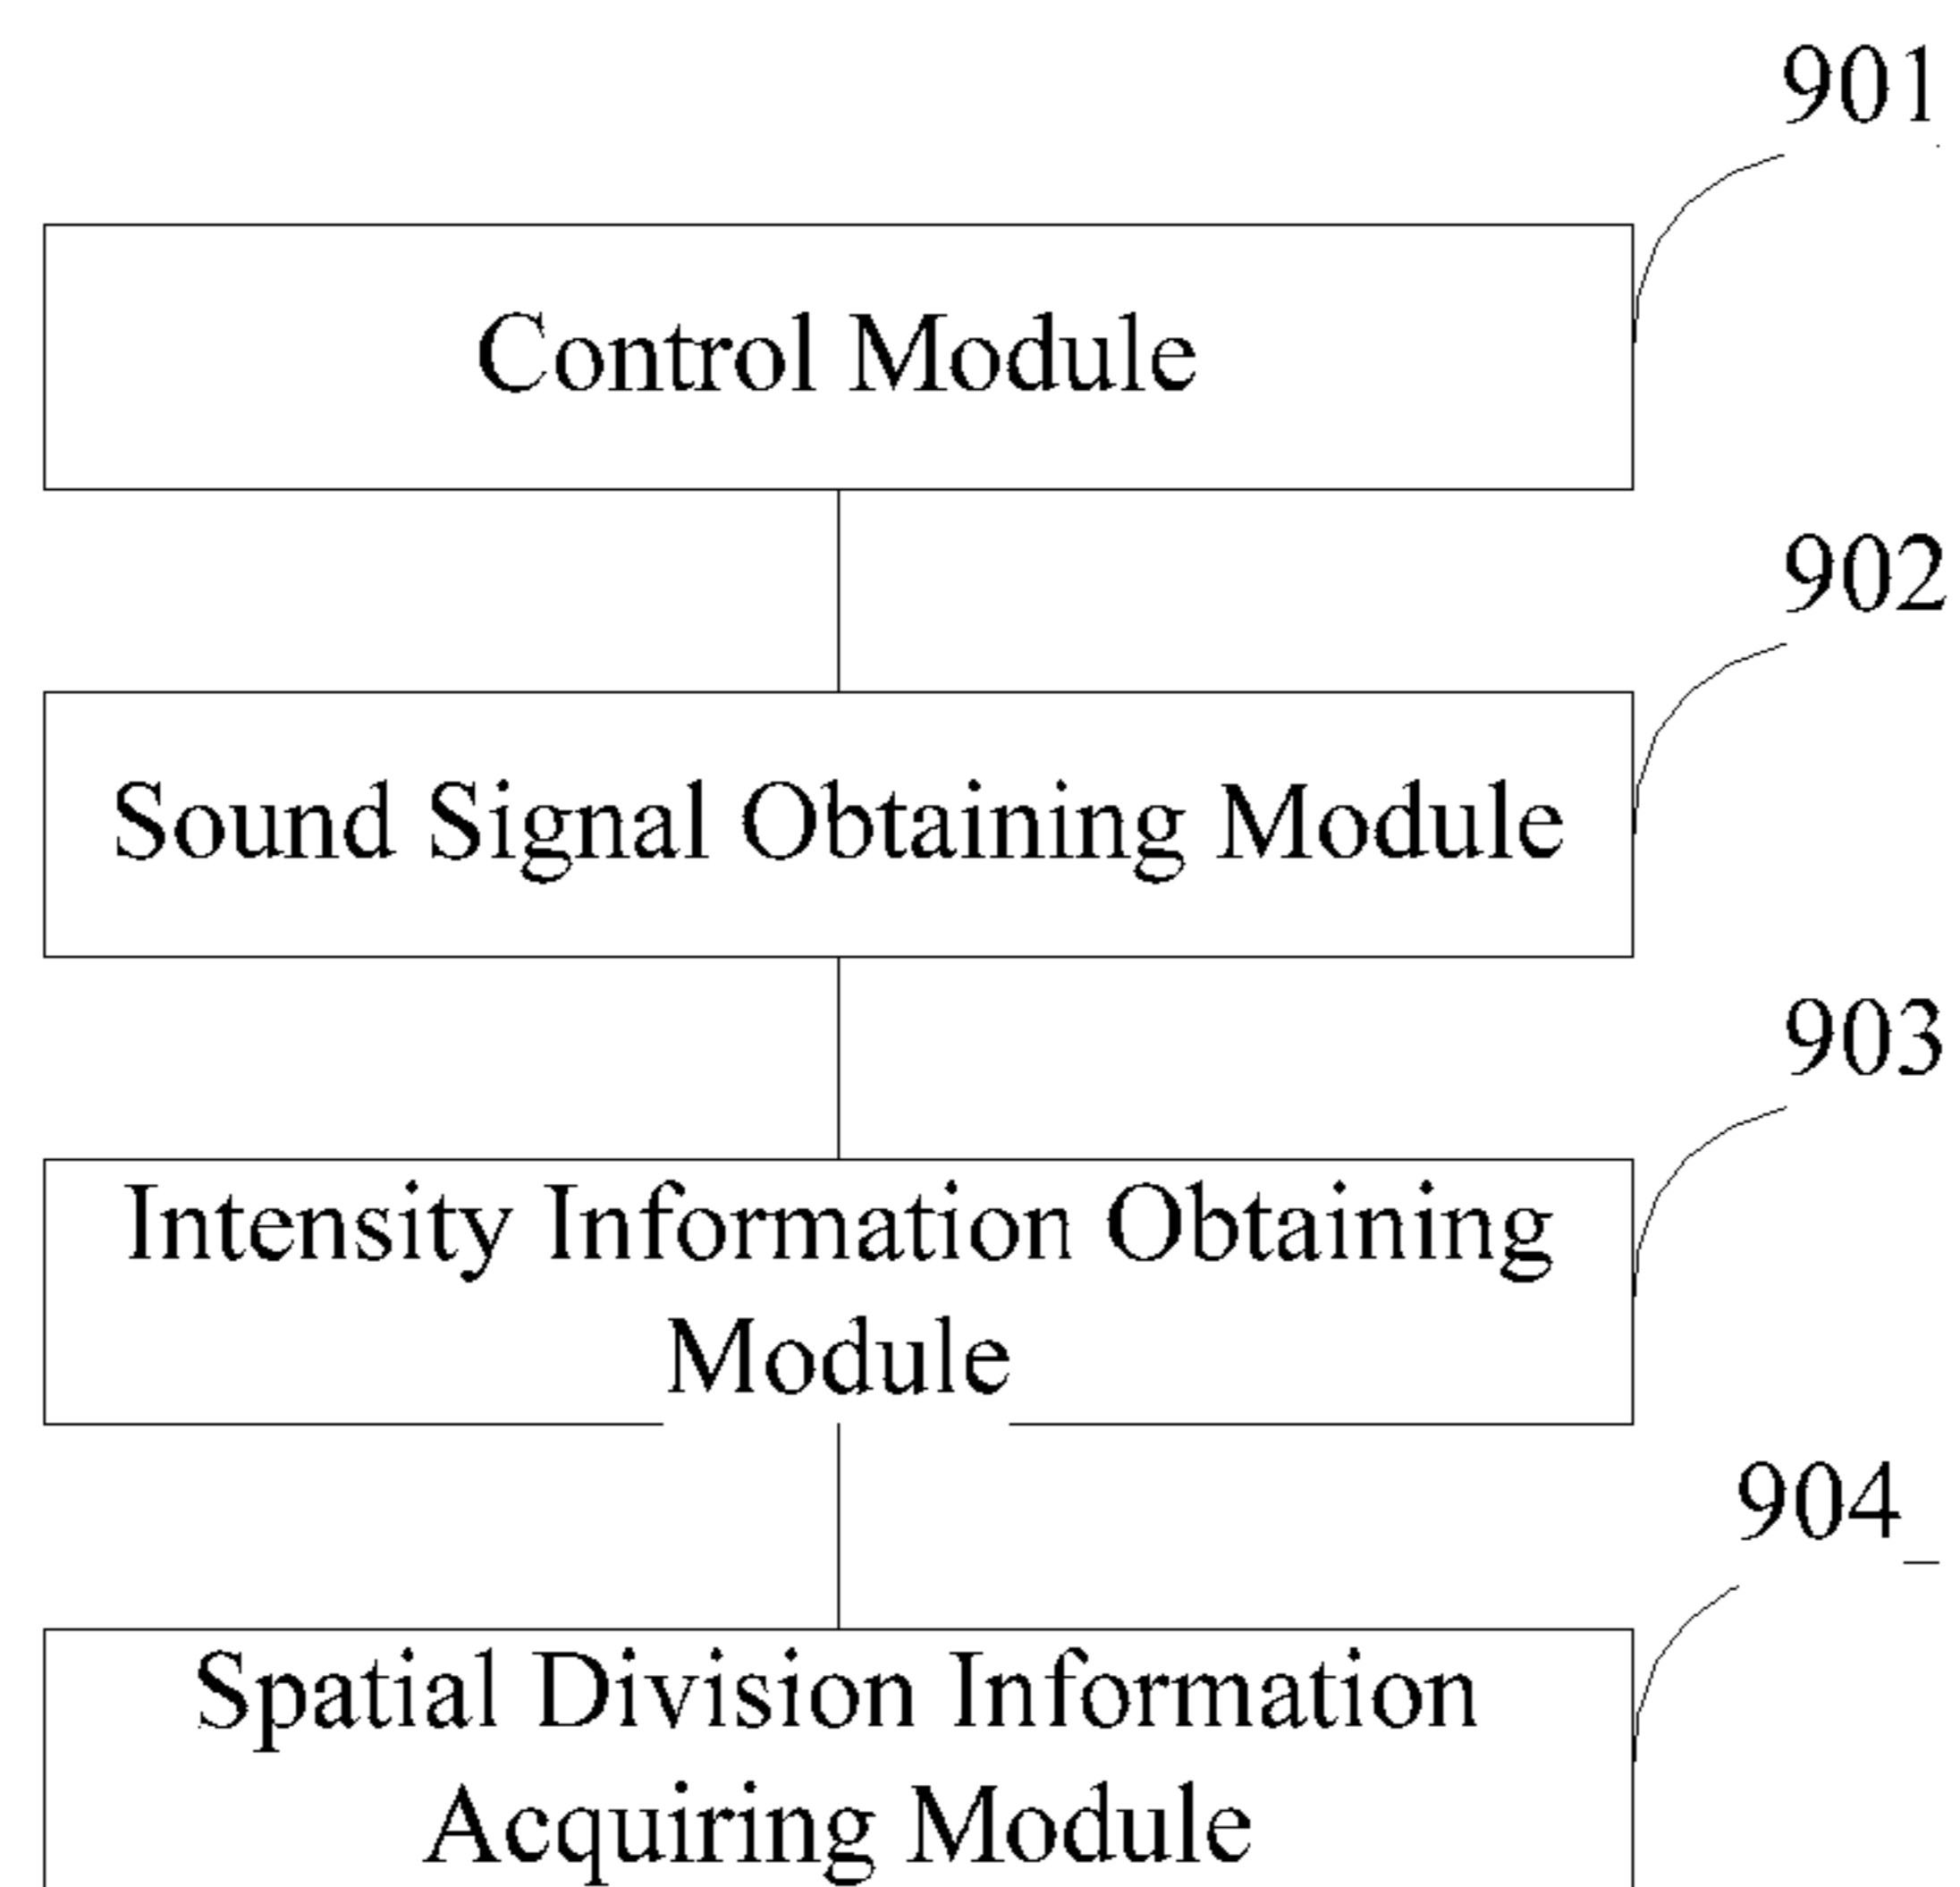 901
Control Module
902
Sound Signal Obtaining Module
903
Intensity Information Obtaining
Module
904
Spatial Division Information
Acquiring Module